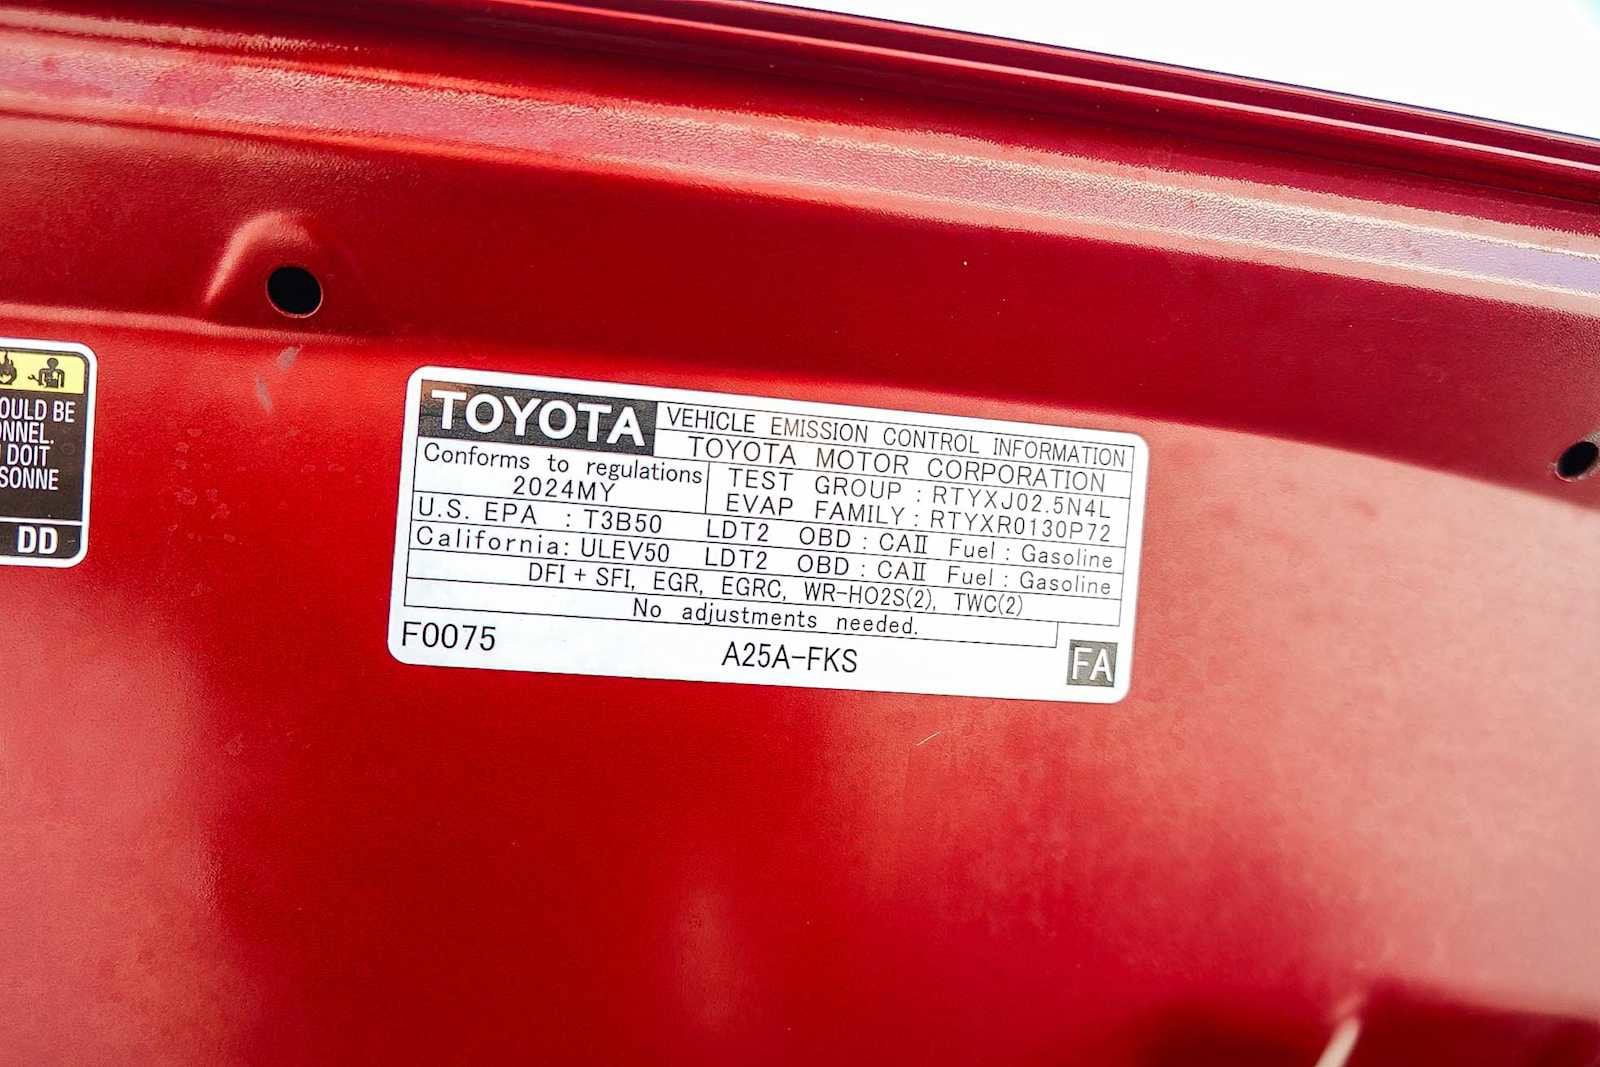 OULD BE
ONNEL.
DOIT
SONNE
DD
TOYOTA VEHICLE EMISSION CONTROL INFORMATION
TOYOTA MOTOR CORPORATION
Conforms to regulations
2024MY
TEST GROUP : RTYXJ02.5N4L
EVAP FAMILY : RTYXR0130P72
U.S. EPA : T3B50 LDT2 OBD : CAⅡ Fuel : Gasoline
California: ULEV50 LDT2 OBD : CAⅡ Fuel : Gasoline
DFI + SFI, EGR, EGRC, WR-HO2S(2), TWC(2)
No adjustments needed.
F0075 A25A-FKS FA